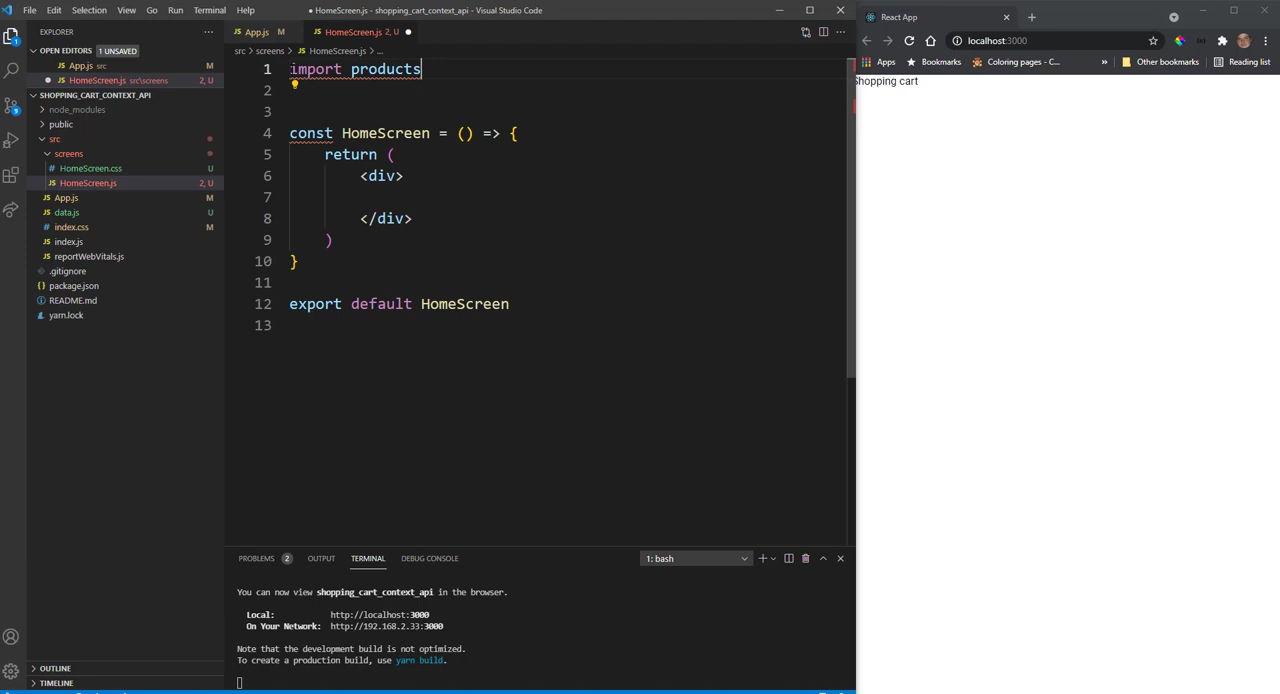 File Edit Selection View Go Run Terminal Help
● HomeScreen.js - shopping_cart_context_api - Visual Studio Code
React App
EXPLORER
App.js M
HomeScreen.js 2, U
localhost:3000
OPEN EDITORS 1 UNSAVED
src > screens > JS HomeScreen.js > ...
Apps Bookmarks Coloring pages - C... » Other bookmarks Reading list
JS App.js src M
JS HomeScreen.js src\screens 2, U
SHOPPING_CART_CONTEXT_API
node_modules
public
src
screens
# HomeScreen.css U
JS HomeScreen.js 2, U
JS App.js M
JS data.js U
# index.css M
JS index.js
JS reportWebVitals.js
.gitignore
{} package.json
README.md
yarn.lock
OUTLINE
TIMELINE
1 import products
2
3
4 const HomeScreen = () => {
5 return (
6 <div>
7
8 </div>
9 )
10 }
11
12 export default HomeScreen
13
PROBLEMS 2 OUTPUT TERMINAL DEBUG CONSOLE 1: bash
You can now view shopping_cart_context_api in the browser.
Local: http://localhost:3000
On Your Network: http://192.168.2.33:3000
Note that the development build is not optimized.
To create a production build, use yarn build.
Shopping cart